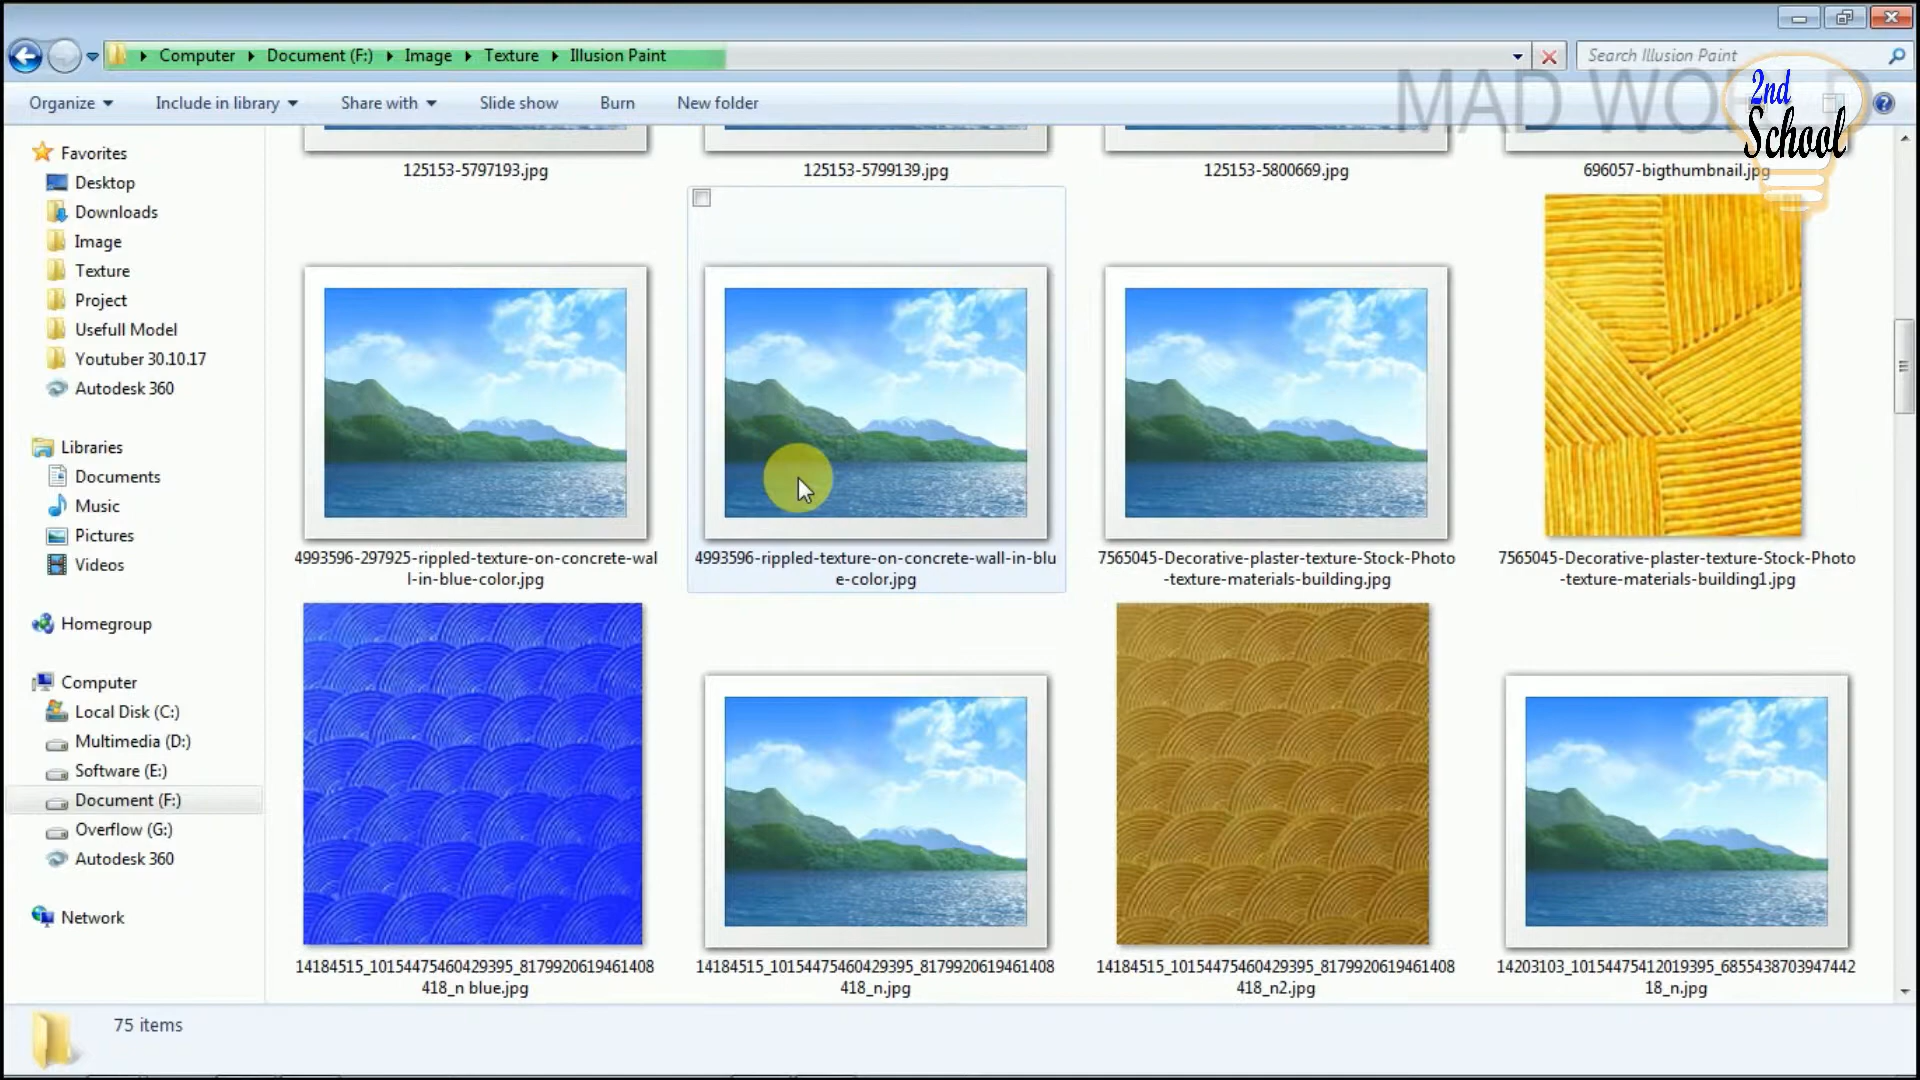 Computer Document (F:) Image Texture Illusion Paint
Search Illusion Paint
Organize Include in library Share with Slide show Burn New folder
MAD WO D
2nd
School
Favorites
Desktop
Downloads
Image
Texture
Project
Usefull Model
Youtuber 30.10.17
Autodesk 360
Libraries
Documents
Music
Pictures
Videos
Homegroup
Computer
Local Disk (C:)
Multimedia (D:)
Software (E:)
Document (F:)
Overflow (G:)
Autodesk 360
Network
125153-5797193.jpg
125153-5799139.jpg
125153-5800669.jpg
696057-bigthumbnail.jpg
4993596-297925-rippled-texture-on-concrete-wal
l-in-blue-color.jpg
4993596-rippled-texture-on-concrete-wall-in-blu
e-color.jpg
7565045-Decorative-plaster-texture-Stock-Photo
-texture-materials-building.jpg
7565045-Decorative-plaster-texture-Stock-Photo
-texture-materials-building1.jpg
14184515_10154475460429395_8179920619461408
418_n blue.jpg
14184515_10154475460429395_8179920619461408
418_n.jpg
14184515_10154475460429395_8179920619461408
418_n2.jpg
14203103_10154475412019395_6855438703947442
18_n.jpg
75 items